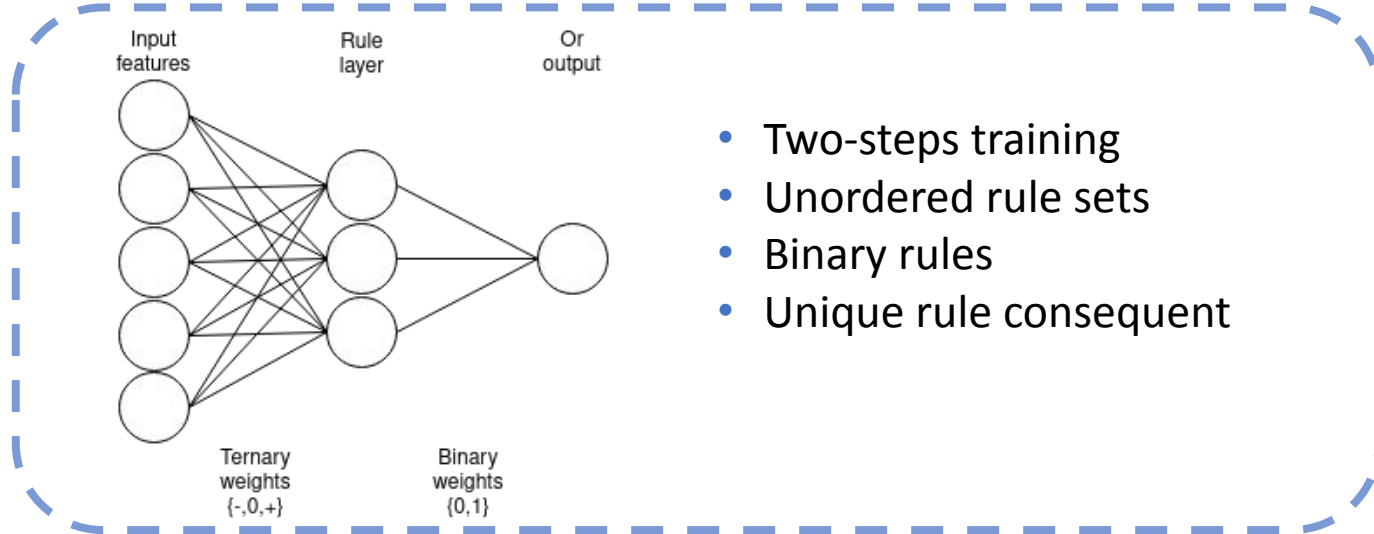 Input
features
Rule
layer
Or
output
Ternary
weights
{-,0,+}
Binary
weights
{0,1}
• Two-steps training
• Unordered rule sets
• Binary rules
• Unique rule consequent